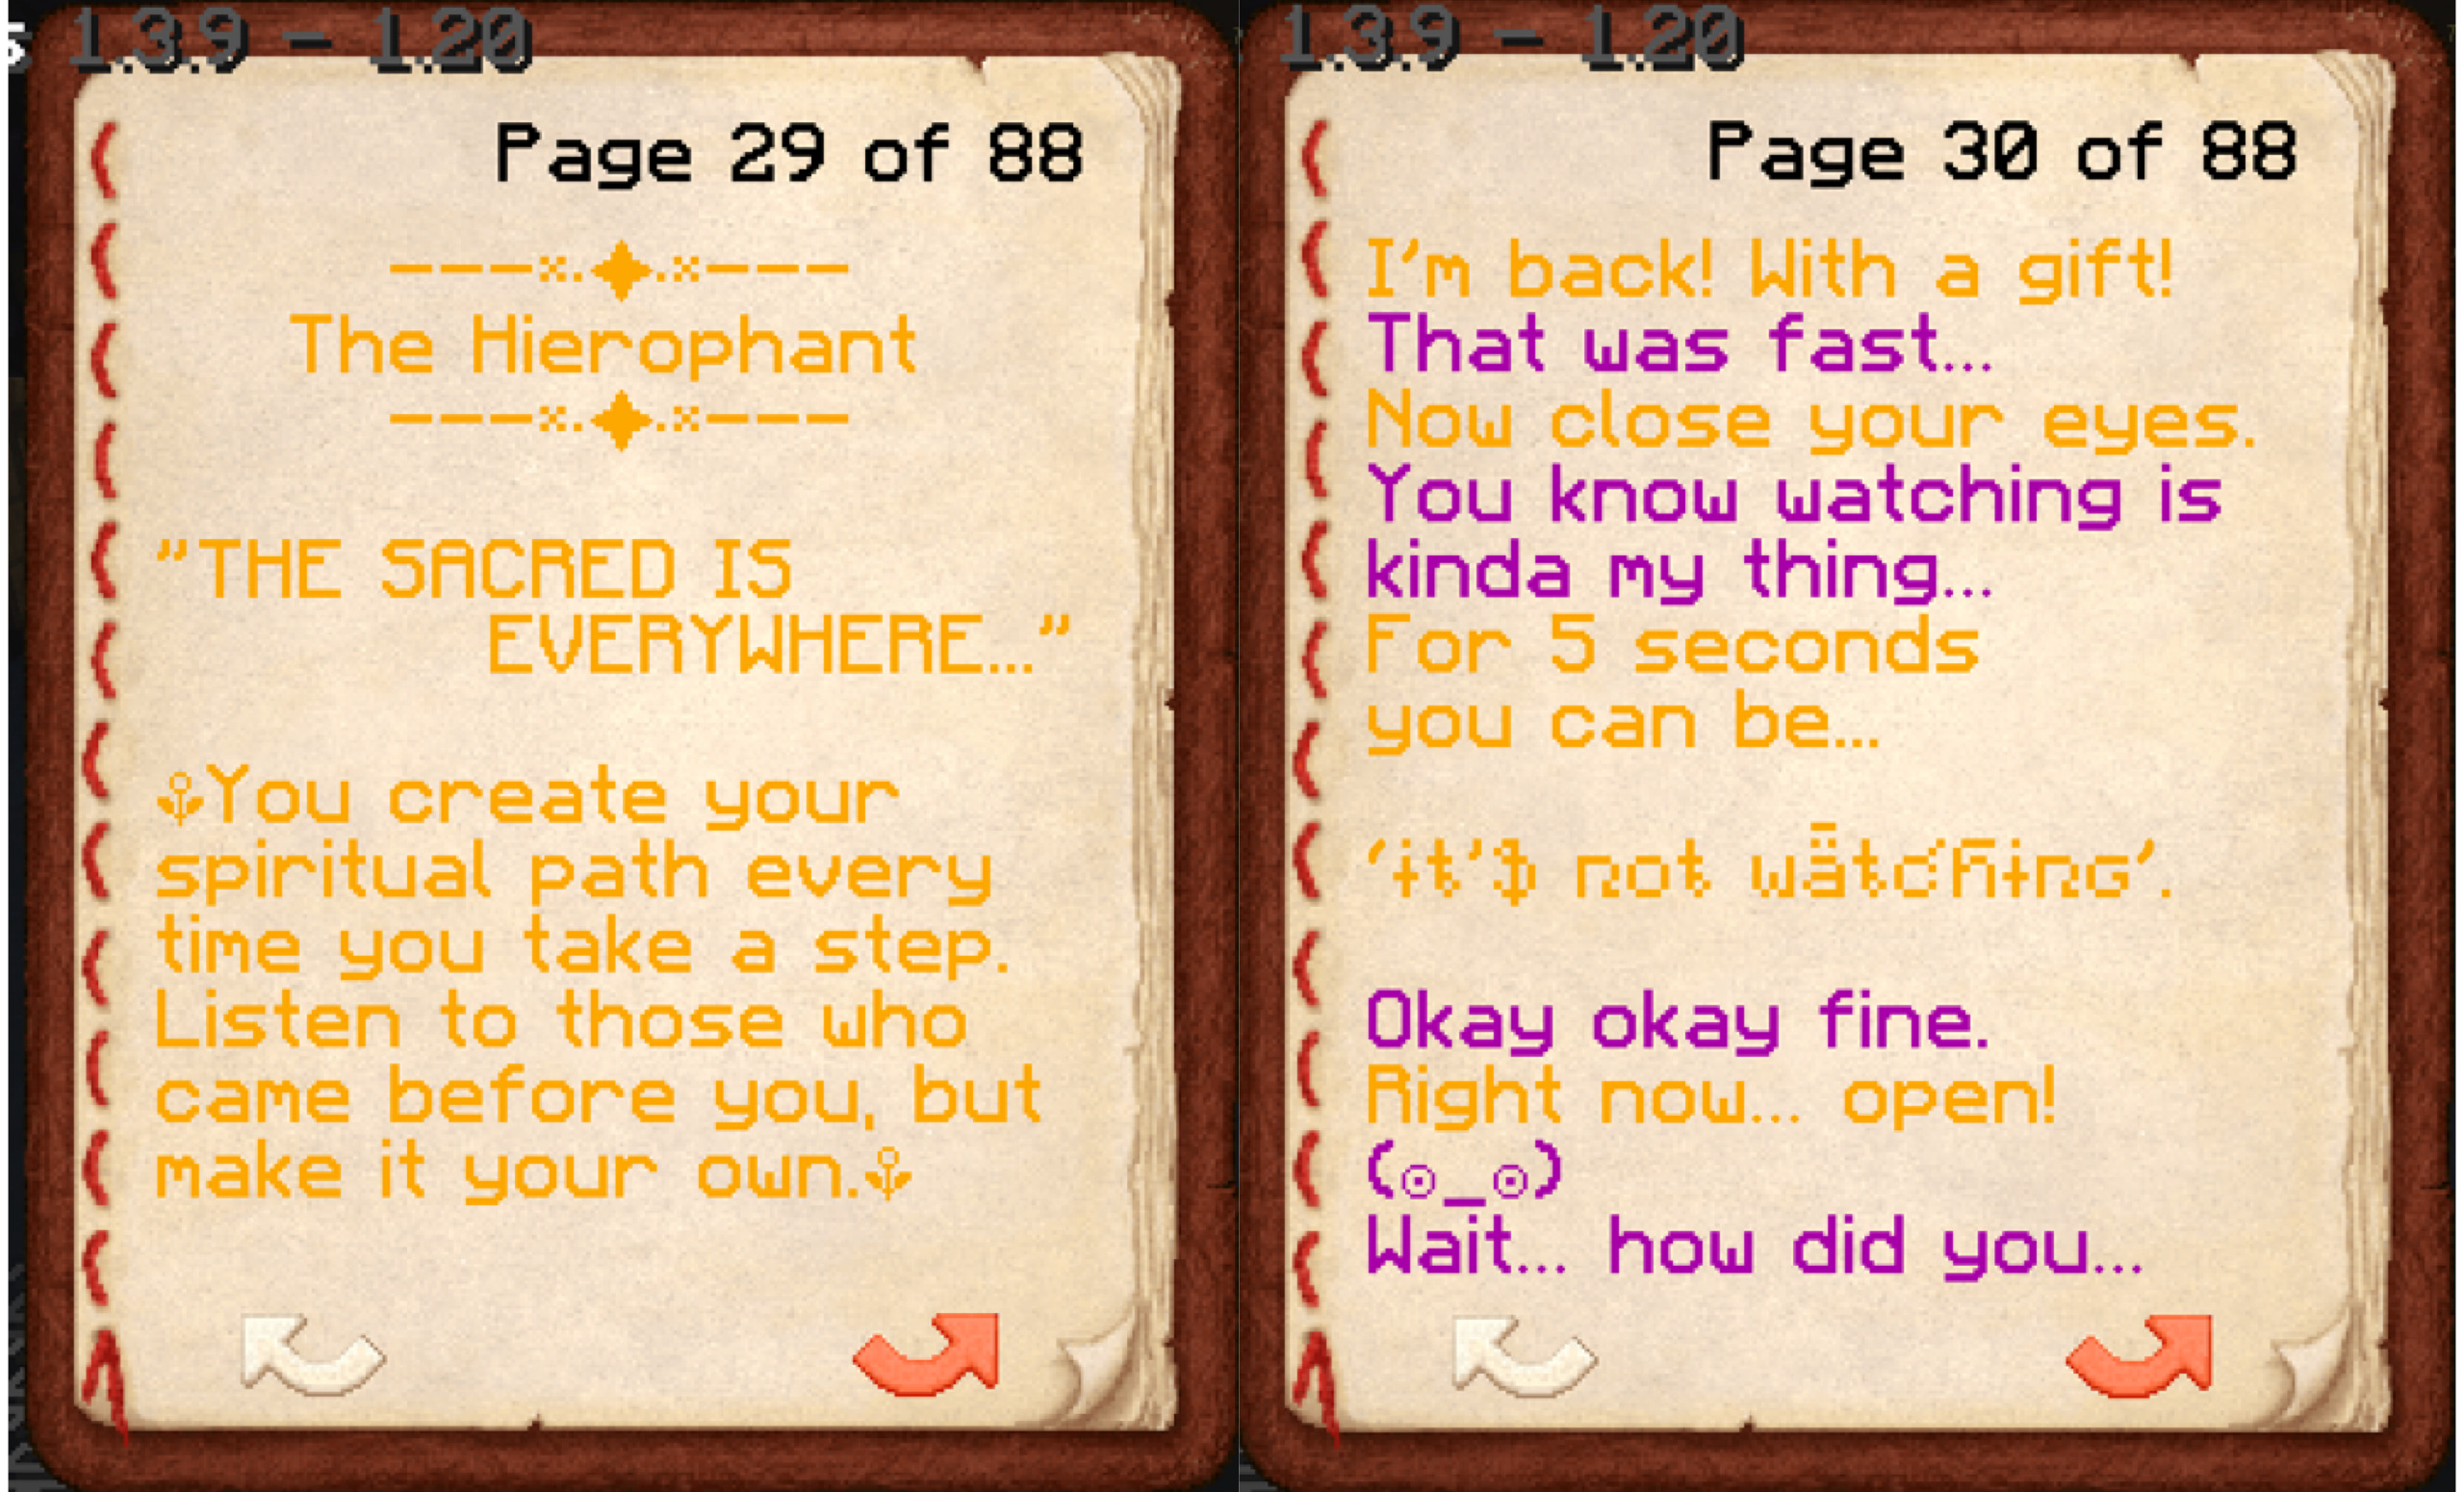 s 1.3.9 - 1.20
Page 29 of 88
———×.✦.×———
The Hierophant
———×.✦.×———
"THE SACRED IS
EVERYWHERE..."
⚓You create your
spiritual path every
time you take a step.
Listen to those who
came before you, but
make it your own.⚓
1.3.9 - 1.20
Page 30 of 88
I'm back! With a gift!
That was fast...
Now close your eyes.
You know watching is
kinda my thing...
For 5 seconds
you can be...
'it'$ not wätching'.
Okay okay fine.
Right now... open!
(⊙_⊙)
Wait... how did you...